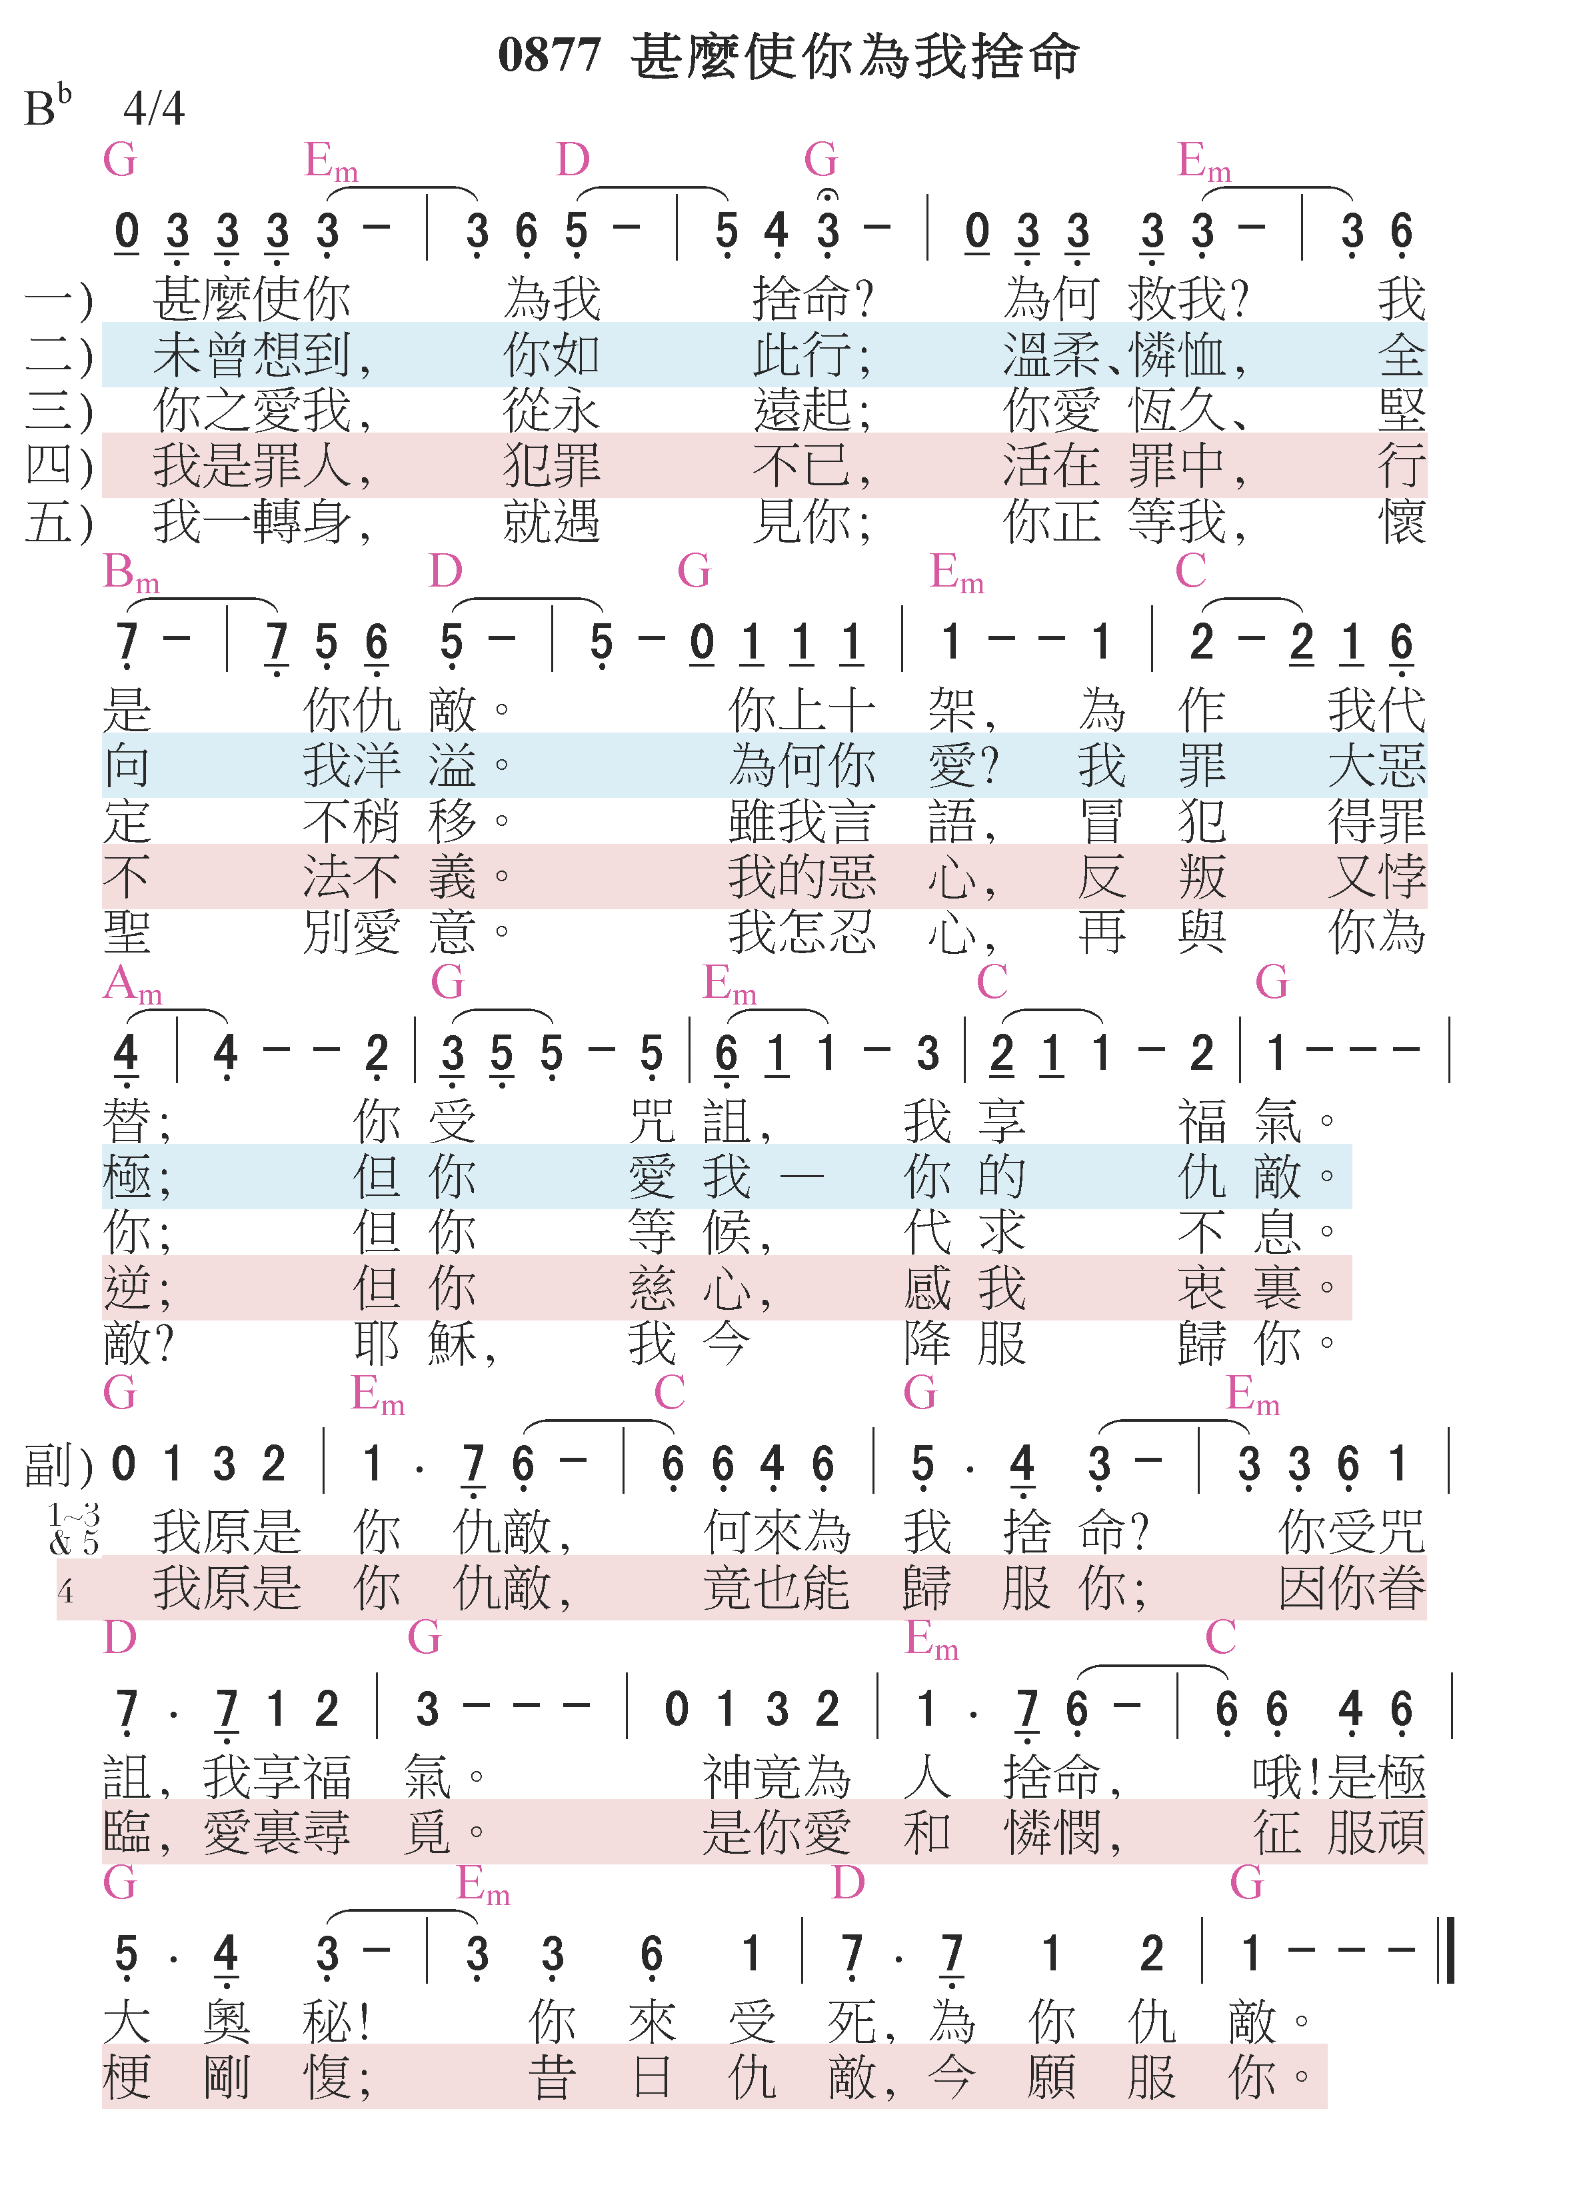 0877 甚麼使你為我捨命
Bb 4/4
G Em D G Em
0 3 3 3 3 – | 3 6 5 – | 5 4 3 – | 0 3 3 3 3 – | 3 6
一) 甚麼使你 為我 捨命? 為何 救我? 我
二) 未曾想到, 你如 此行; 溫柔、憐恤, 全
三) 你之愛我, 從永 遠起; 你愛 恆久、 堅
四) 我是罪人, 犯罪 不已, 活在 罪中, 行
五) 我一轉身, 就遇 見你; 你正 等我, 懷
Bm D G Em C
7 – | 7 5 6 5 – | 5 – 0 1 1 1 | 1 – – 1 | 2 – 2 1 6
是 你仇 敵。 你上十 架, 為 作 我代
向 我洋 溢。 為何你 愛? 我 罪 大惡
定 不稍 移。 雖我言 語, 冒 犯 得罪
不 法不 義。 我的惡 心, 反 叛 又悖
聖 別愛 意。 我怎忍 心, 再 與 你為
Am G Em C G
4 | 4 – – 2 | 3 5 5 – 5 | 6 1 1 – 3 | 2 1 1 – 2 | 1 – – – |
替; 你 受 咒 詛, 我 享 福 氣。
極; 但 你 愛 我 — 你 的 仇 敵。
你; 但 你 等 候, 代 求 不 息。
逆; 但 你 慈 心, 感 我 衷 裏。
敵? 耶 穌, 我 今 降 服 歸 你。
G Em C G Em
副) 0 1 3 2 | 1 . 7 6 – | 6 6 4 6 | 5 . 4 3 – | 3 3 6 1 |
1~3 & 5 我原是 你 仇敵, 何來為 我 捨 命? 你受咒
4 我原是 你 仇敵, 竟也能 歸 服 你; 因你眷
D G Em C
7 . 7 1 2 | 3 – – – | 0 1 3 2 | 1 . 7 6 – | 6 6 4 6 |
詛, 我享福 氣。 神竟為 人 捨命, 哦!是極
臨, 愛裏尋 覓。 是你愛 和 憐憫, 征 服頑
G Em D G
5 . 4 3 – | 3 3 6 1 | 7 . 7 1 2 | 1 – – – ‖
大 奧 秘! 你 來 受 死, 為 你 仇 敵。
梗 剛 愎; 昔 日 仇 敵, 今 願 服 你。